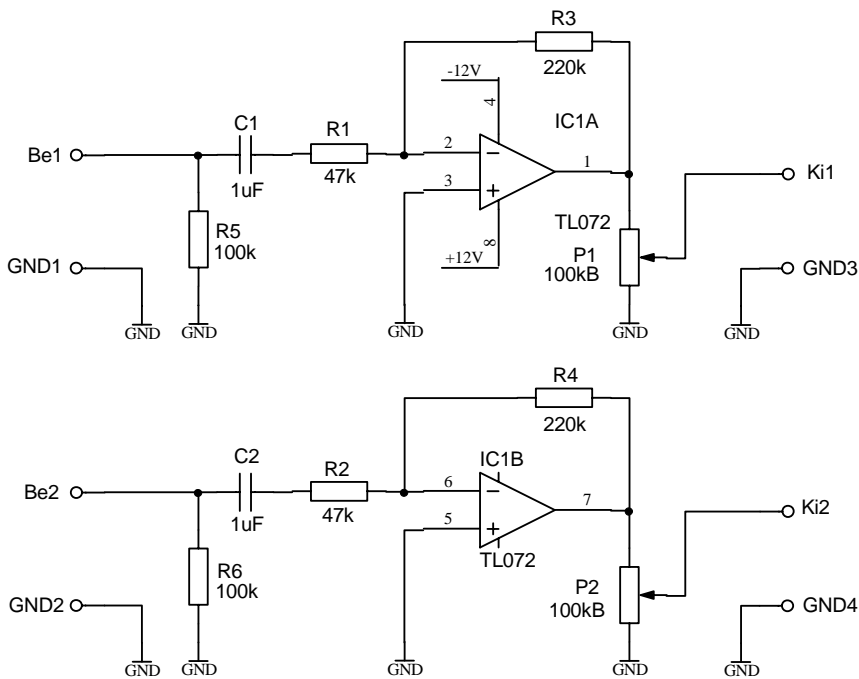 R3
220k
-12V
4
IC1A
C1
R1
Be1
2
1
Ki1
1uF
47k
3
R5
100k
TL072
8
P1
100kB
GND1
+12V
GND3
GND
GND
GND
GND
GND
R4
220k
C2
R2
IC1B
Be2
6
7
Ki2
1uF
47k
5
TL072
R6
100k
P2
100kB
GND2
GND4
GND
GND
GND
GND
GND